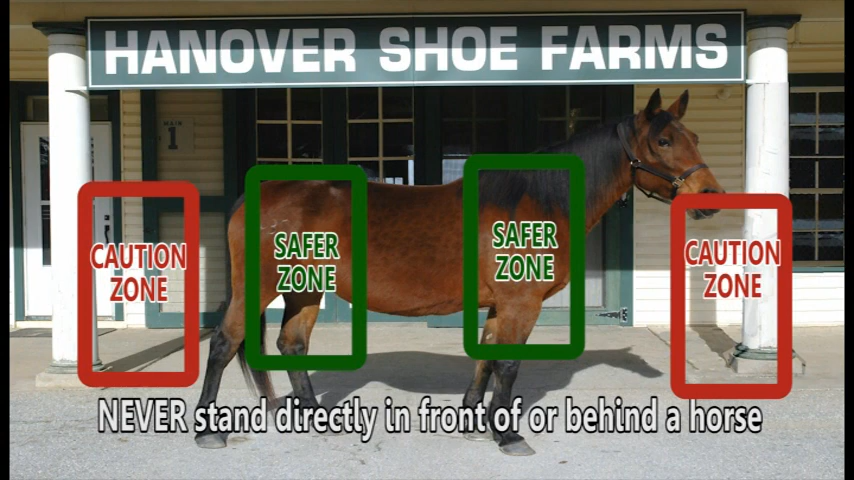 HANOVER SHOE FARMS
MAIN
1
CAUTION
ZONE
SAFER
ZONE
SAFER
ZONE
CAUTION
ZONE
NEVER stand directly in front of or behind a horse